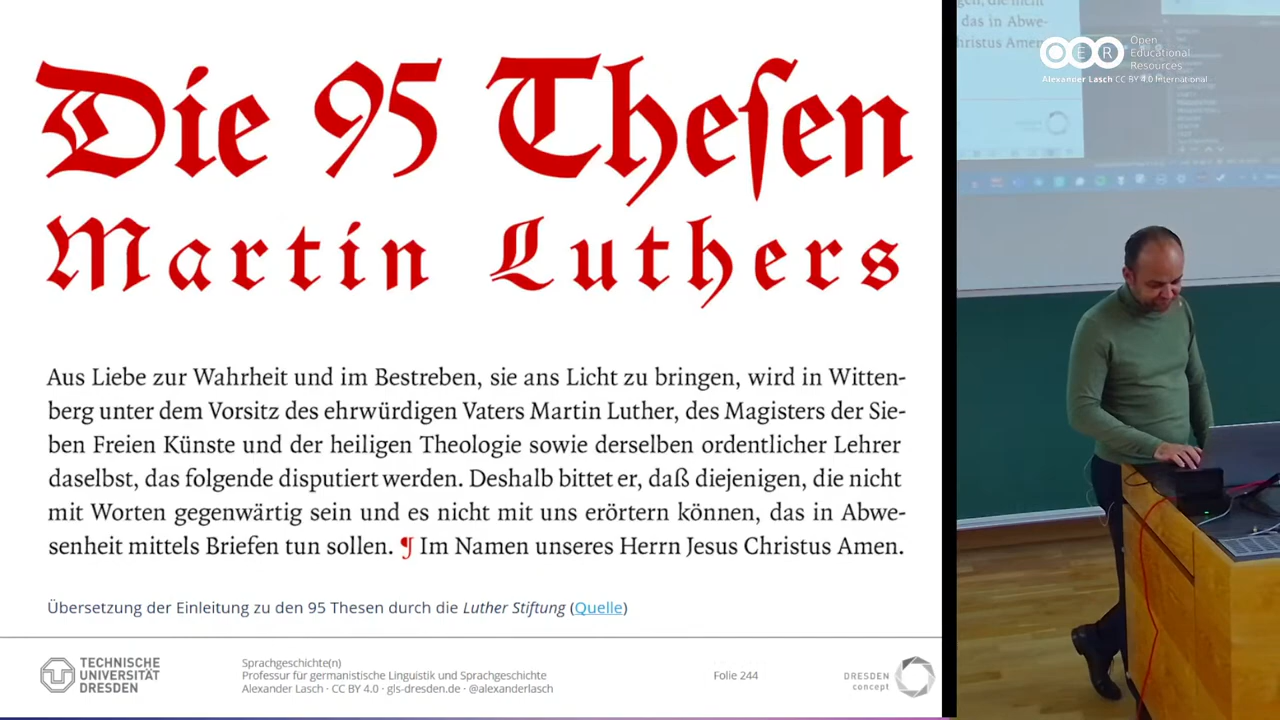 Die 95 Theſen
Martin Luthers
Aus Liebe zur Wahrheit und im Bestreben, sie ans Licht zu bringen, wird in Witten-
berg unter dem Vorsitz des ehrwürdigen Vaters Martin Luther, des Magisters der Sie-
ben Freien Künste und der heiligen Theologie sowie derselben ordentlicher Lehrer
daselbst, das folgende disputiert werden. Deshalb bittet er, daß diejenigen, die nicht
mit Worten gegenwärtig sein und es nicht mit uns erörtern können, das in Abwe-
senheit mittels Briefen tun sollen. ¶ Im Namen unseres Herrn Jesus Christus Amen.
Übersetzung der Einleitung zu den 95 Thesen durch die Luther Stiftung (Quelle)
TECHNISCHE
UNIVERSITÄT
DRESDEN
Sprachgeschichte(n)
Professur für germanistische Linguistik und Sprachgeschichte
Alexander Lasch · CC BY 4.0 · gls-dresden.de · @alexanderlasch
Folie 244
DRESDEN
concept
die nicht
das in Abwe-
hristus Amen
OER
Open
Educational
Resources
Alexander Lasch CC BY 4.0 International